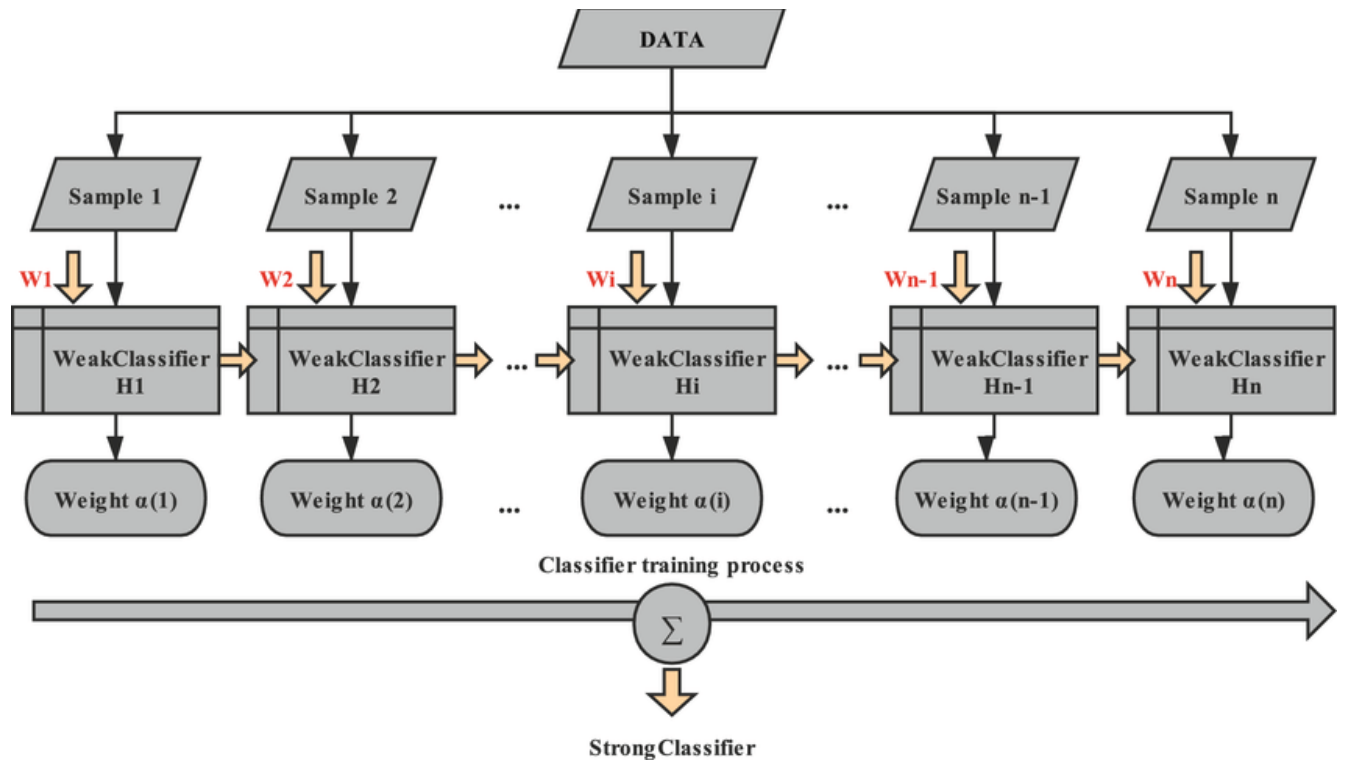 DATA
Sample 1 Sample 2 ... Sample i ... Sample n-1 Sample n
W1 W2 Wi Wn-1 Wn
WeakClassifier WeakClassifier ... WeakClassifier ... WeakClassifier WeakClassifier
H1 H2 Hi Hn-1 Hn
Weight α(1) Weight α(2) ... Weight α(i) ... Weight α(n-1) Weight α(n)
Classifier training process
∑
StrongClassifier